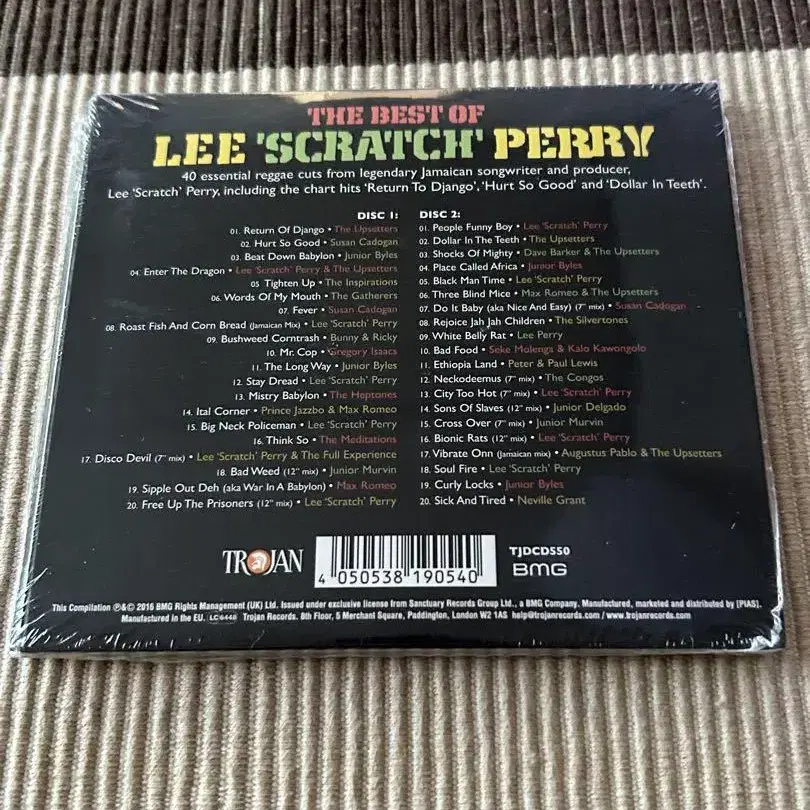 THE BEST OF
LEE 'SCRATCH' PERRY
40 essential reggae cuts from legendary Jamaican songwriter and producer,
Lee 'Scratch' Perry, including the chart hits 'Return To Django', 'Hurt So Good' and 'Dollar In Teeth'.
DISC 1:
01. Return Of Django • The Upsetters
02. Hurt So Good • Susan Cadogan
03. Beat Down Babylon • Junior Byles
04. Enter The Dragon • Lee 'Scratch' Perry & The Upsetters
05 Tighten Up • The Inspirations
06. Words Of My Mouth • The Gatherers
07. Fever • Susan Cadogan
08. Roast Fish And Corn Bread (Jamaican Mix) • Lee 'Scratch' Perry
09. Bushweed Corntrash • Bunny & Ricky
10. Mr. Cop • Gregory Isaacs
11. The Long Way • Junior Byles
12. Stay Dread • Lee 'Scratch' Perry
13. Mistry Babylon • The Heptones
14. Ital Corner • Prince Jazzbo & Max Romeo
15. Big Neck Policeman • Lee 'Scratch' Perry
16. Think So • The Meditations
17. Disco Devil (7" mix) • Lee 'Scratch' Perry & The Full Experience
18. Bad Weed (12" mix) • Junior Murvin
19. Sipple Out Deh (aka War In A Babylon) • Max Romeo
20. Free Up The Prisoners (12" mix) • Lee 'Scratch' Perry
DISC 2:
01. People Funny Boy • Lee 'Scratch' Perry
02. Dollar In The Teeth • The Upsetters
03. Shocks Of Mighty • Dave Barker & The Upsetters
04. Place Called Africa • Junior Byles
05. Black Man Time • Lee 'Scratch' Perry
06. Three Blind Mice • Max Romeo & The Upsetters
07. Do It Baby (aka Nice And Easy) (7" mix) • Susan Cadogan
08. Rejoice Jah Jah Children • The Silvertones
09. White Belly Rat • Lee Perry
10. Bad Food • Seke Molenga & Kalo Kawongolo
11. Ethiopia Land • Peter & Paul Lewis
12. Neckodeemus (7" mix) • The Congos
13. City Too Hot (7" mix) • Lee 'Scratch' Perry
14. Sons Of Slaves (12" mix) • Junior Delgado
15. Cross Over (7" mix) • Junior Murvin
16. Bionic Rats (12" mix) • Lee 'Scratch' Perry
17. Vibrate Onn (Jamaican mix) • Augustus Pablo & The Upsetters
18. Soul Fire • Lee 'Scratch' Perry
19. Curly Locks • Junior Byles
20. Sick And Tired • Neville Grant
TROJAN
4 050538 190540
TJDCD550
BMG
This Compilation ℗&© 2016 BMG Rights Management (UK) Ltd. Issued under exclusive license from Sanctuary Records Group Ltd., a BMG Company. Manufactured, marketed and distributed by [PIAS].
Manufactured in the EU. LC 6448 Trojan Records. 8th Floor, 5 Merchant Square, Paddington, London W2 1AS help@trojanrecords.com / www.trojanrecords.com